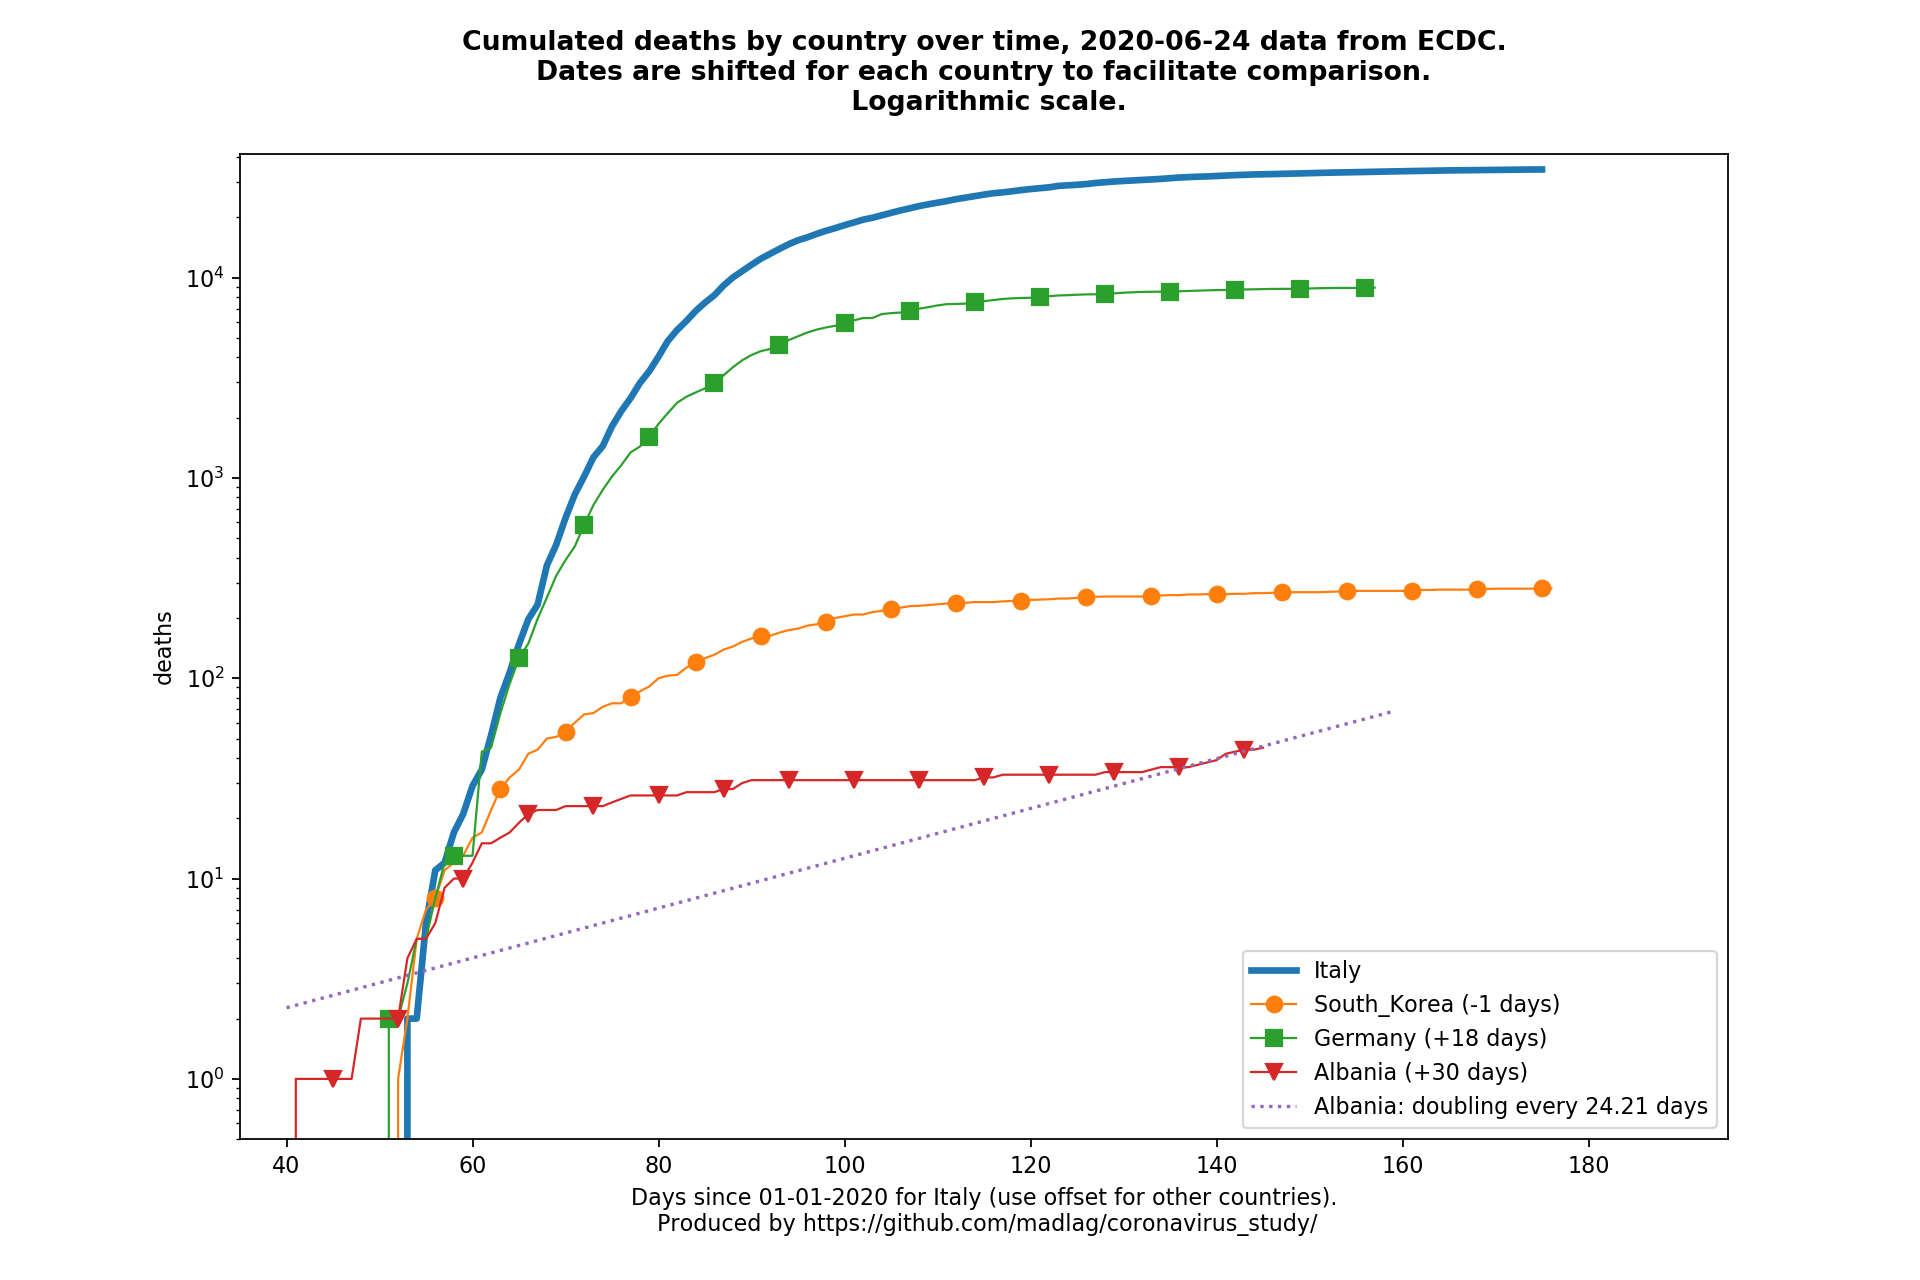 Cumulated deaths by country over time, 2020-06-24 data from ECDC.
Dates are shifted for each country to facilitate comparison.
Logarithmic scale.
10⁴
10³
10²
10¹
10⁰
deaths
Italy
South_Korea (-1 days)
Germany (+18 days)
Albania (+30 days)
Albania: doubling every 24.21 days
40 60 80 100 120 140 160 180
Days since 01-01-2020 for Italy (use offset for other countries).
Produced by https://github.com/madlag/coronavirus_study/